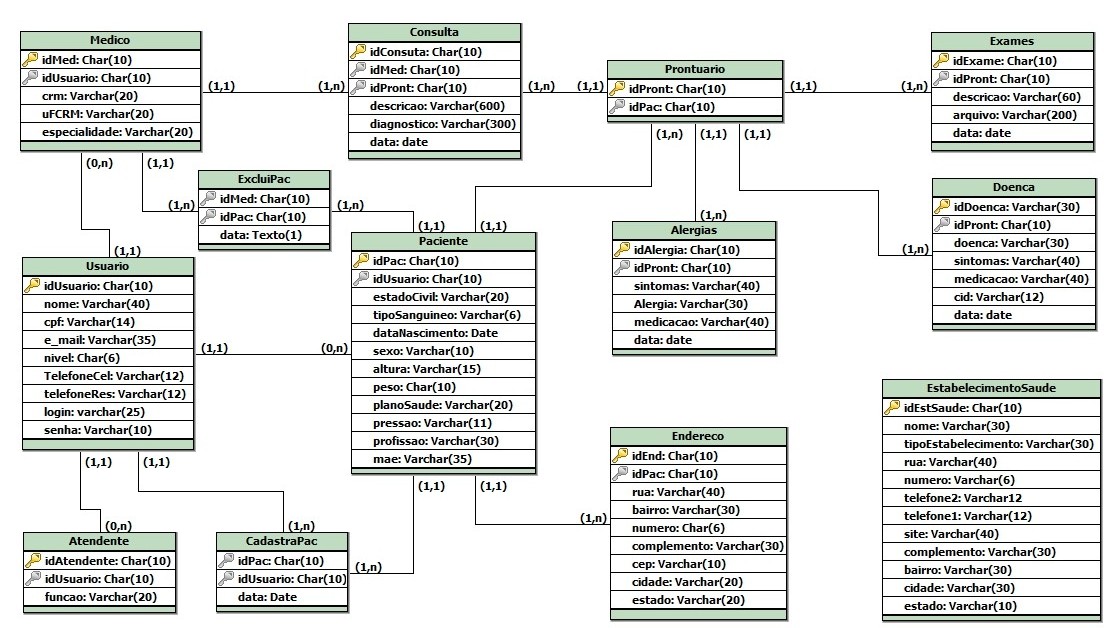 Medico
idMed: Char(10)
idUsuario: Char(10)
crm: Varchar(20)
uFCRM: Varchar(20)
especialidade: Varchar(20)
(1,1)
(1,n)
Consulta
idConsuta: Char(10)
idMed: Char(10)
idPront: Char(10)
descricao: Varchar(600)
diagnostico: Varchar(300)
data: date
(1,n)
(1,1)
Prontuario
idPront: Char(10)
idPac: Char(10)
(1,1)
(1,n)
Exames
idExame: Char(10)
idPront: Char(10)
descricao: Varchar(60)
arquivo: Varchar(200)
data: date
(0,n)
(1,1)
(1,n)
ExcluiPac
idMed: Char(10)
idPac: Char(10)
data: Texto(1)
(1,n)
(1,1)
(1,1)
(1,n)
(1,1)
(1,1)
(1,n)
Alergias
idAlergia: Char(10)
idPront: Char(10)
sintomas: Varchar(40)
Alergia: Varchar(30)
medicacao: Varchar(40)
data: date
(1,n)
Doenca
idDoenca: Varchar(30)
idPront: Char(10)
doenca: Varchar(30)
sintomas: Varchar(40)
medicacao: Varchar(40)
cid: Varchar(12)
data: date
(1,1)
Usuario
idUsuario: Char(10)
nome: Varchar(40)
cpf: Varchar(14)
e_mail: Varchar(35)
nivel: Char(6)
TelefoneCel: Varchar(12)
telefoneRes: Varchar(12)
login: varchar(25)
senha: Varchar(10)
(1,1)
(0,n)
Paciente
idPac: Char(10)
idUsuario: Char(10)
estadoCivil: Varchar(20)
tipoSanguineo: Varchar(6)
dataNascimento: Date
sexo: Varchar(10)
altura: Varchar(15)
peso: Char(10)
planoSaude: Varchar(20)
pressao: Varchar(11)
profissao: Varchar(30)
mae: Varchar(35)
(1,1)
(1,1)
(0,n)
Atendente
idAtendente: Char(10)
idUsuario: Char(10)
funcao: Varchar(20)
(1,n)
CadastraPac
idPac: Char(10)
idUsuario: Char(10)
data: Date
(1,n)
(1,1)
(1,1)
(1,n)
Endereco
idEnd: Char(10)
idPac: Char(10)
rua: Varchar(40)
bairro: Varchar(30)
numero: Char(6)
complemento: Varchar(30)
cep: Varchar(10)
cidade: Varchar(20)
estado: Varchar(20)
EstabelecimentoSaude
idEstSaude: Char(10)
nome: Varchar(30)
tipoEstabelecimento: Varchar(30)
rua: Varchar(40)
numero: Varchar(6)
telefone2: Varchar12
telefone1: Varchar(12)
site: Varchar(40)
complemento: Varchar(30)
bairro: Varchar(30)
cidade: Varchar(30)
estado: Varchar(10)